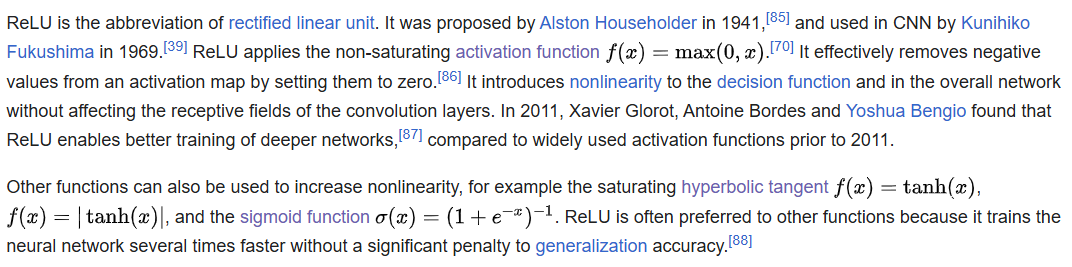 ReLU is the abbreviation of rectified linear unit. It was proposed by Alston Householder in 1941,[85] and used in CNN by Kunihiko
Fukushima in 1969.[39] ReLU applies the non-saturating activation function f(x) = max(0, x).[70] It effectively removes negative
values from an activation map by setting them to zero.[86] It introduces nonlinearity to the decision function and in the overall network
without affecting the receptive fields of the convolution layers. In 2011, Xavier Glorot, Antoine Bordes and Yoshua Bengio found that
ReLU enables better training of deeper networks,[87] compared to widely used activation functions prior to 2011.
Other functions can also be used to increase nonlinearity, for example the saturating hyperbolic tangent f(x) = tanh(x),
f(x) = |tanh(x)|, and the sigmoid function σ(x) = (1 + e⁻ˣ)⁻¹. ReLU is often preferred to other functions because it trains the
neural network several times faster without a significant penalty to generalization accuracy.[88]